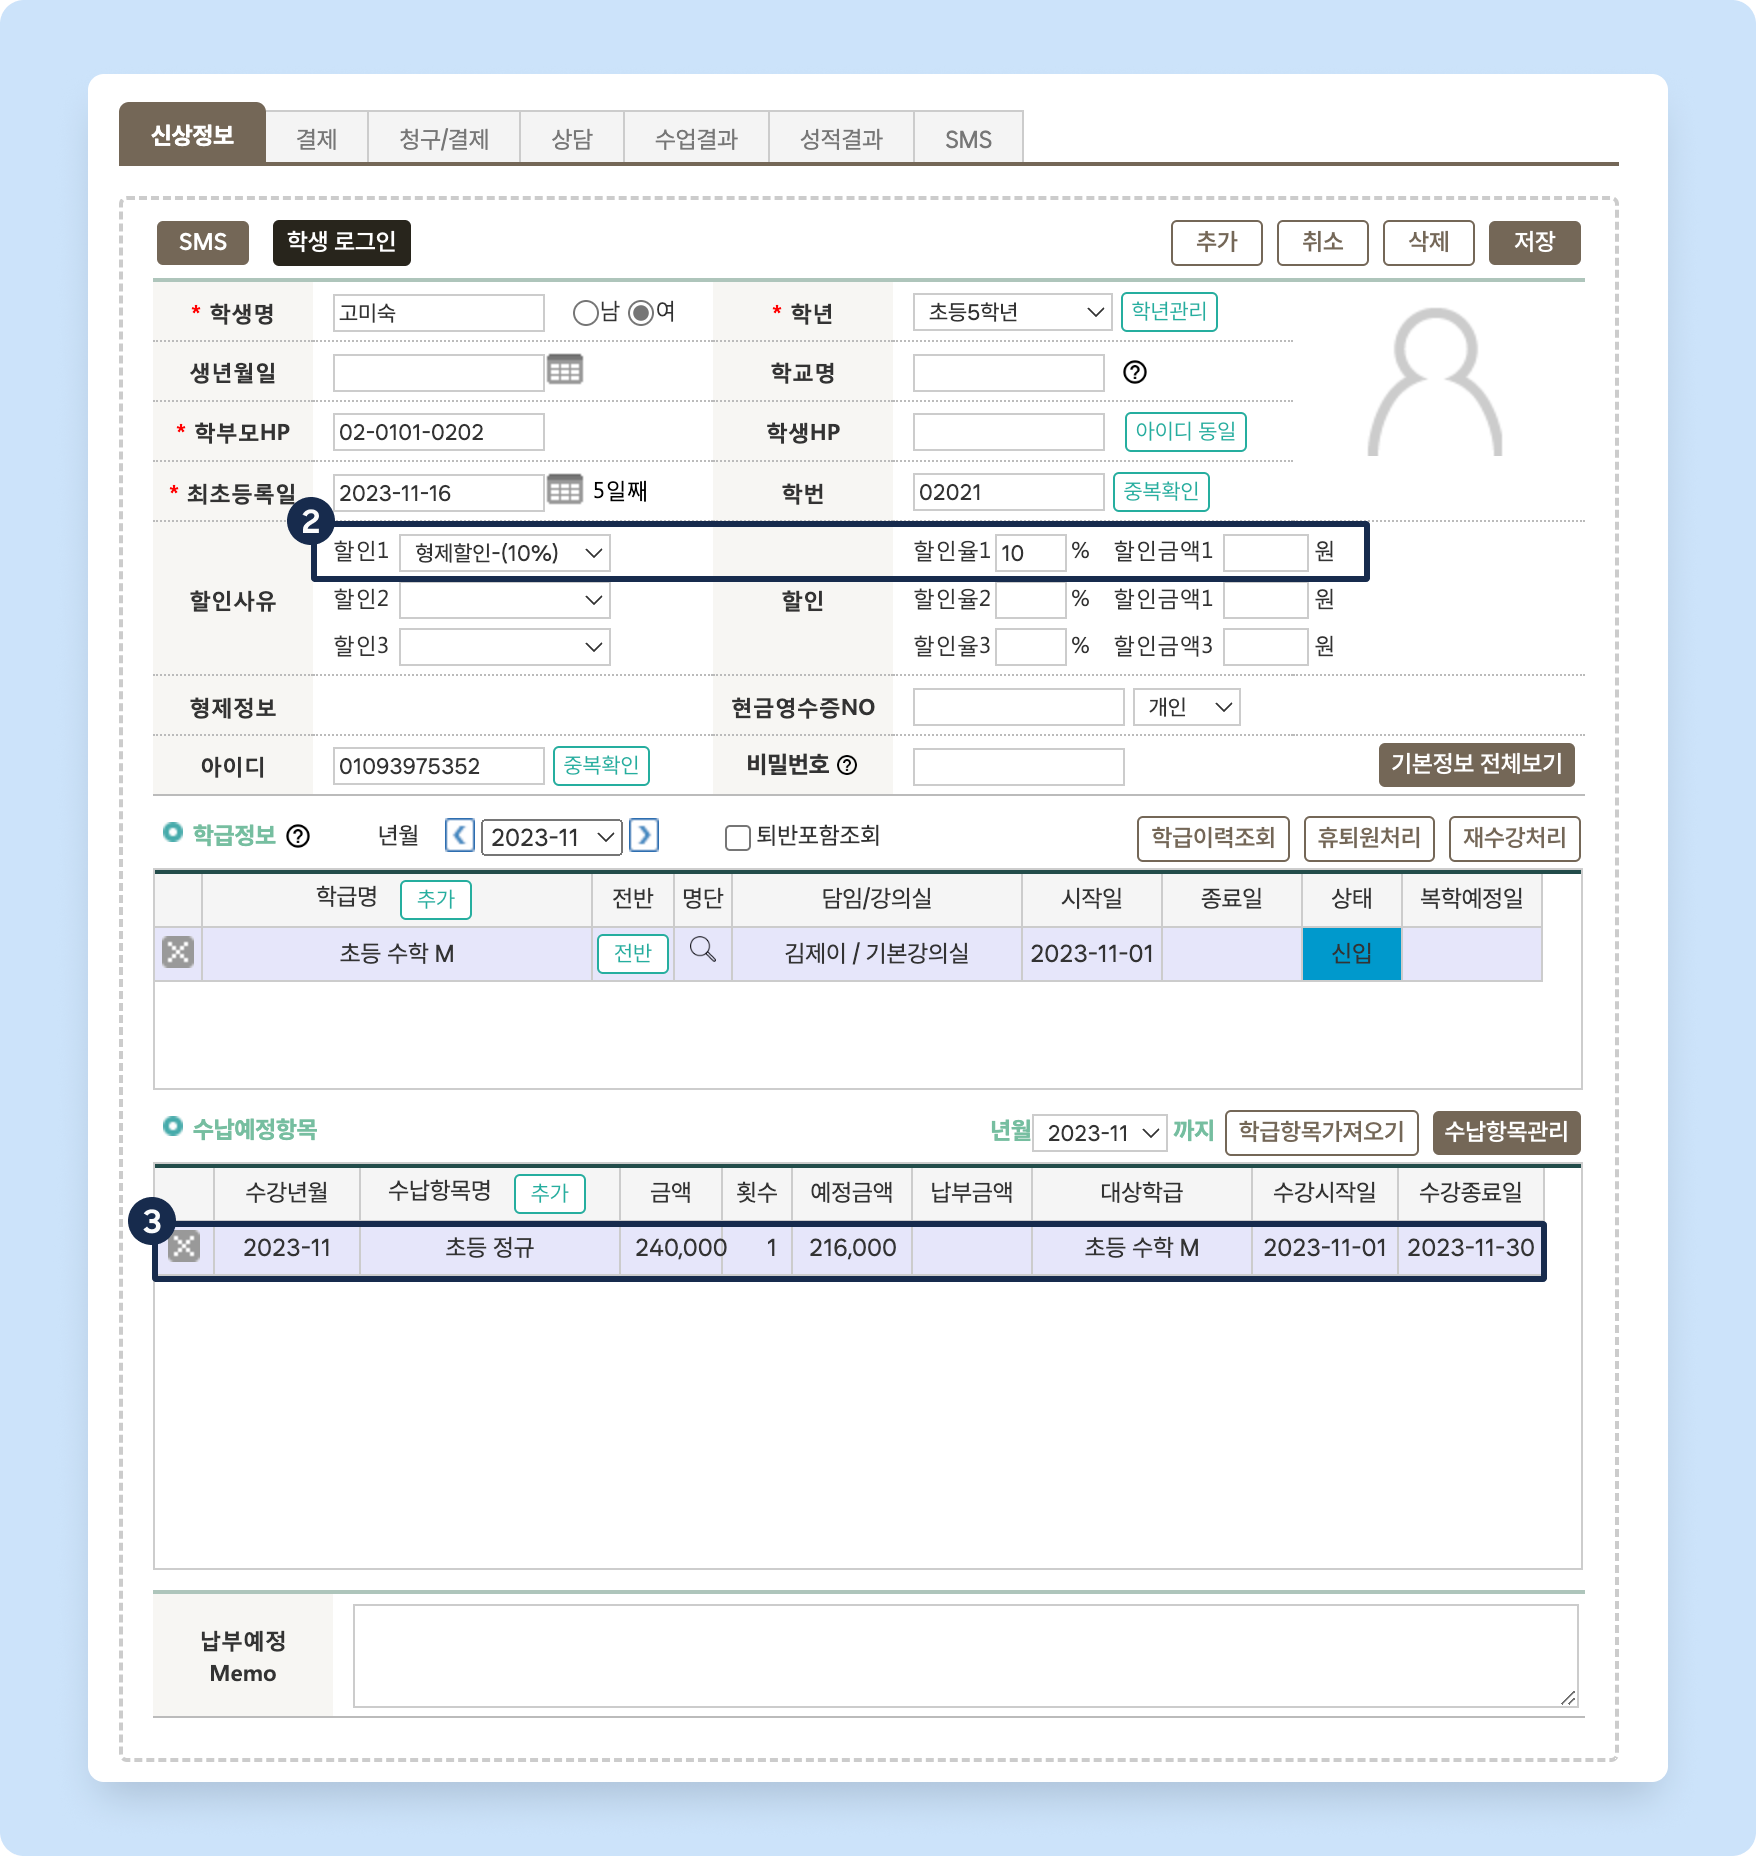 신상정보 결제 청구/결제 상담 수업결과 성적결과 SMS
SMS 학생 로그인 추가 취소 삭제 저장
* 학생명 고미숙 남 여 * 학년 초등5학년 학년관리
생년월일 학교명 ?
* 학부모HP 02-0101-0202 학생HP 아이디 동일
* 최초등록일 2023-11-16 5일째 학번 02021 중복확인
2
할인1 형제할인-(10%) 할인율1 10 % 할인금액1 원
할인사유 할인2 할인 할인율2 % 할인금액1 원
할인3 할인율3 % 할인금액3 원
형제정보 현금영수증NO 개인
아이디 01093975352 중복확인 비밀번호 ? 기본정보 전체보기
학급정보 ? 년월 2023-11 퇴반포함조회 학급이력조회 휴퇴원처리 재수강처리
학급명 추가 전반 명단 담임/강의실 시작일 종료일 상태 복학예정일
초등 수학 M 전반 김제이 / 기본강의실 2023-11-01 신입
수납예정항목 년월 2023-11 까지 학급항목가져오기 수납항목관리
수강년월 수납항목명 추가 금액 횟수 예정금액 납부금액 대상학급 수강시작일 수강종료일
3
2023-11 초등 정규 240,000 1 216,000 초등 수학 M 2023-11-01 2023-11-30
납부예정
Memo